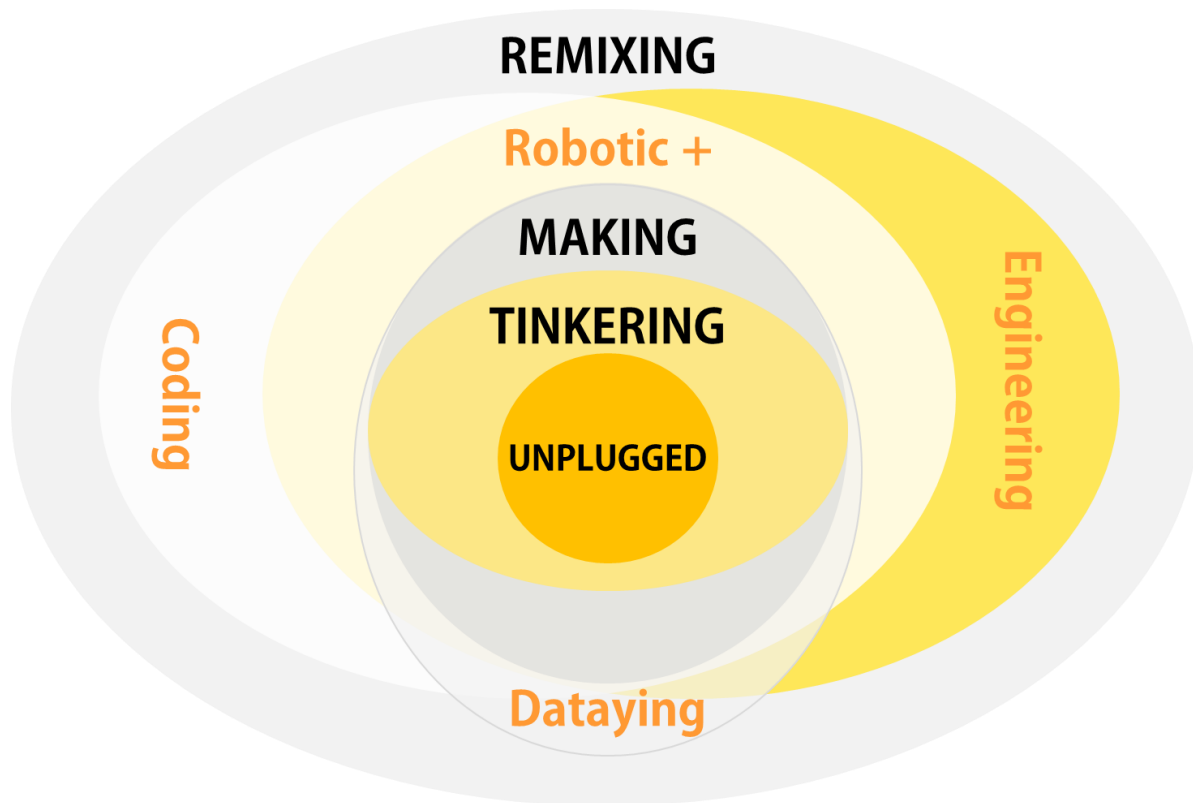 REMIXING
Robotic +
MAKING
TINKERING
UNPLUGGED
Coding
Engineering
Dataying